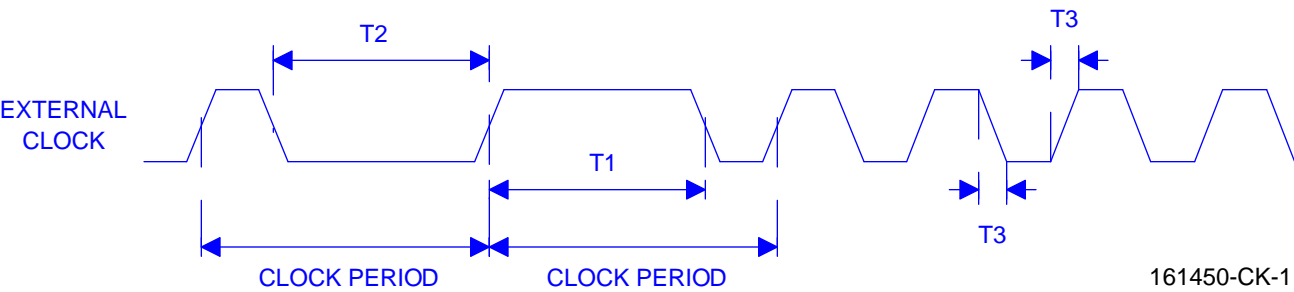 T3
T2
EXTERNAL
CLOCK
T1
T3
CLOCK PERIOD
CLOCK PERIOD
161450-CK-1